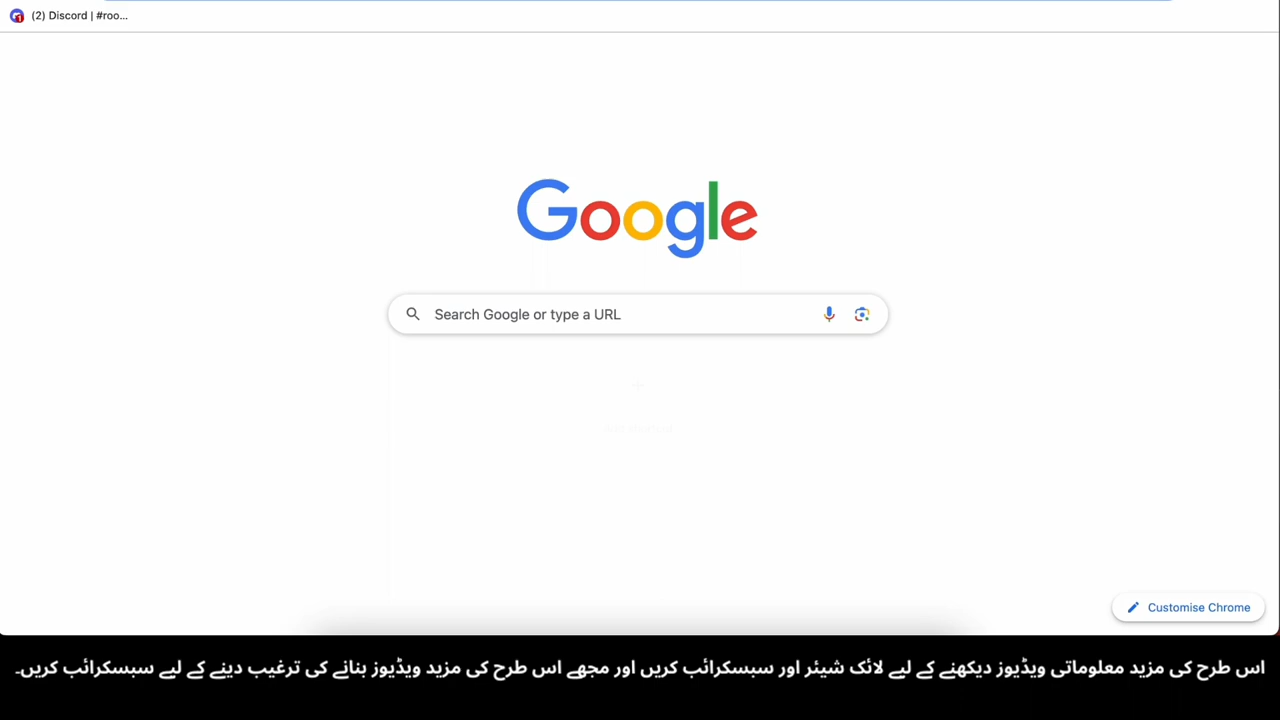 (2) Discord | #roo...
Google
Search Google or type a URL
Customise Chrome
اس طرح کی مزید معلوماتی ویڈیوز دیکھنے کے لیے لائک شیئر اور سبسکرائب کریں اور مجھے اس طرح کی مزید ویڈیوز بنانے کی ترغیب دینے کے لیے سبسکرائب کریں۔